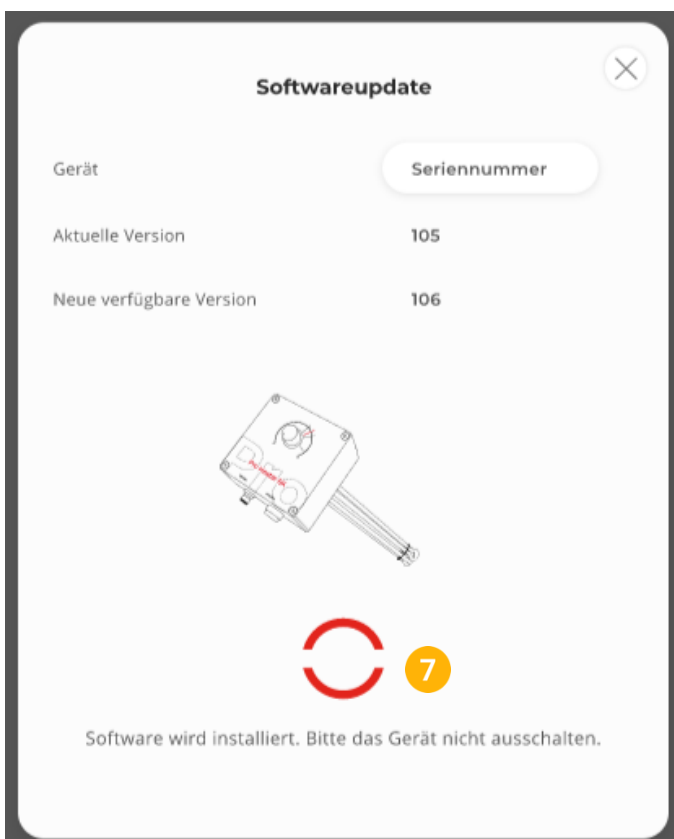 Softwareupdate
Gerät
Seriennummer
Aktuelle Version
105
Neue verfügbare Version
106
7
Software wird installiert. Bitte das Gerät nicht ausschalten.